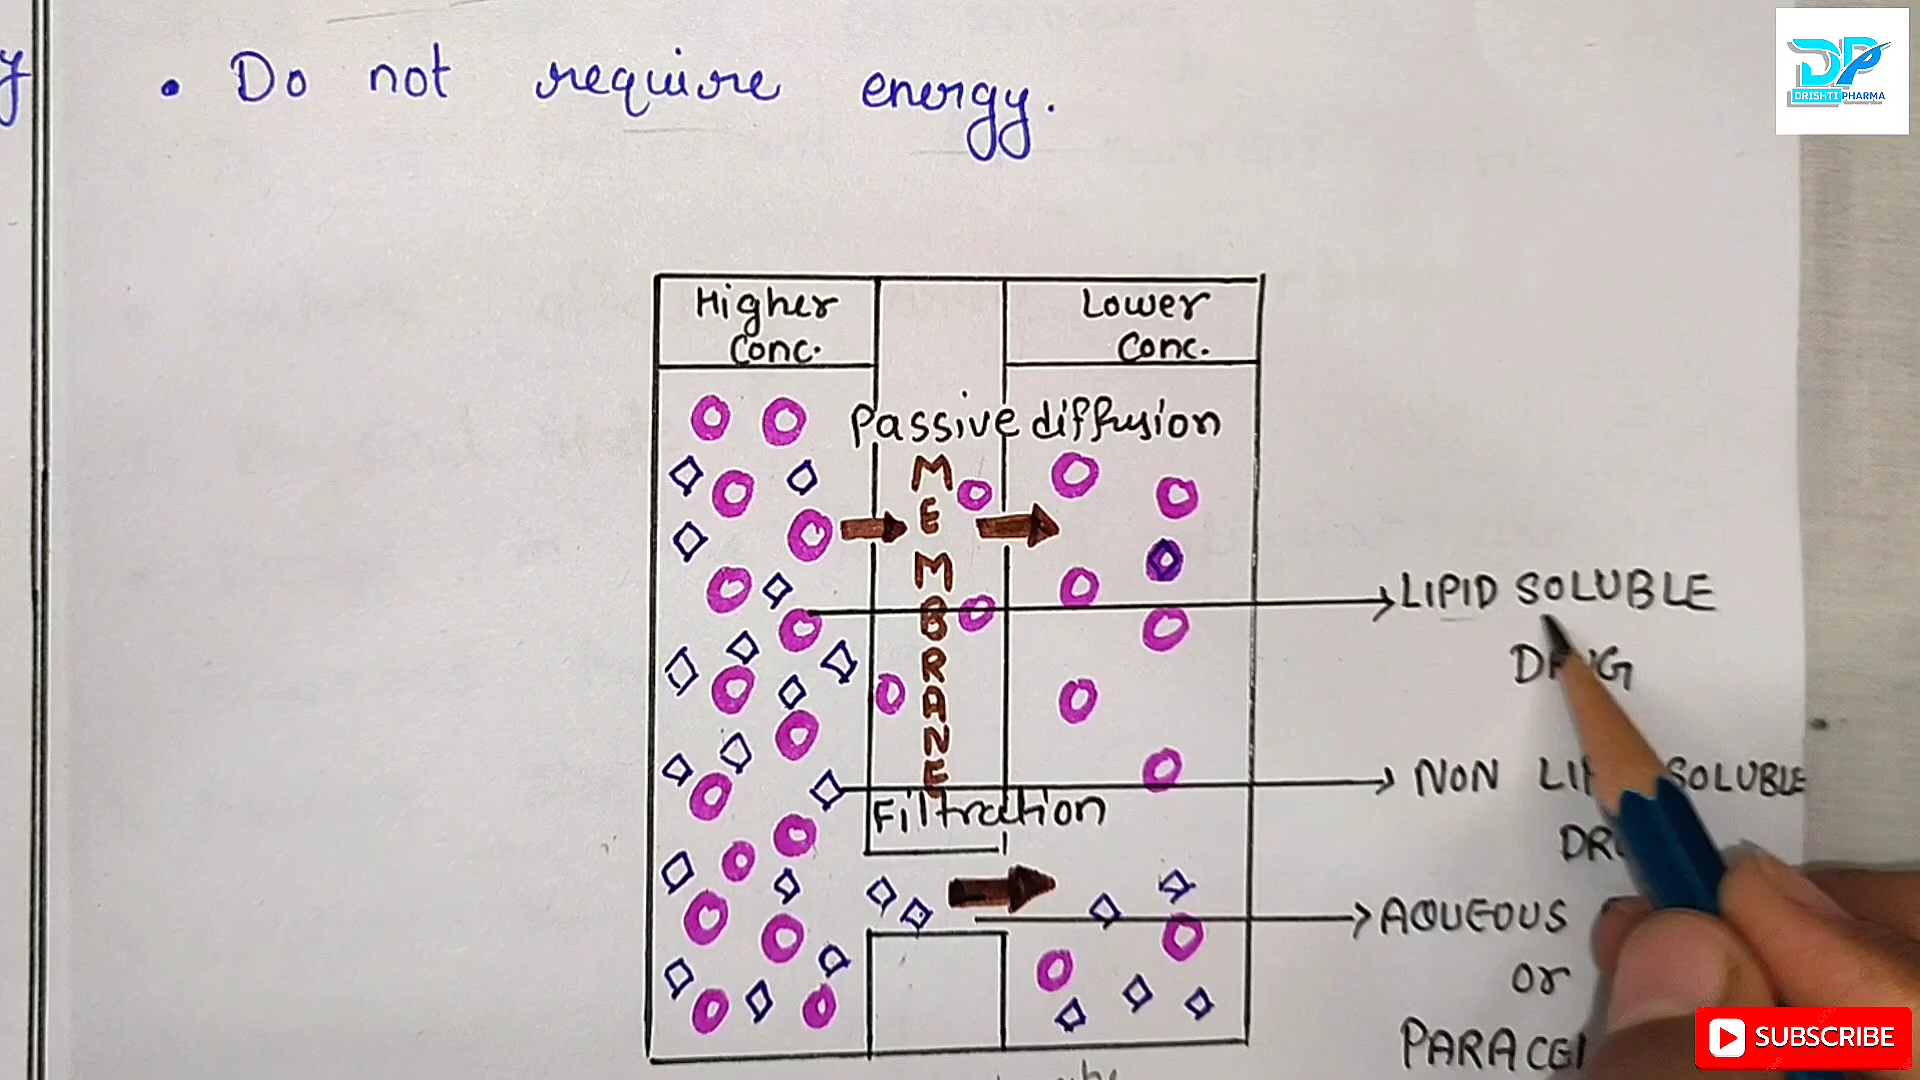 • Do not require energy.
DP
DRISHTI PHARMA
Higher
Conc.
Lower
Conc.
Passive diffusion
MEMBRANE
Filtration
LIPID SOLUBLE
NON SOLUBLE
AQUEOUS
or
SUBSCRIBE